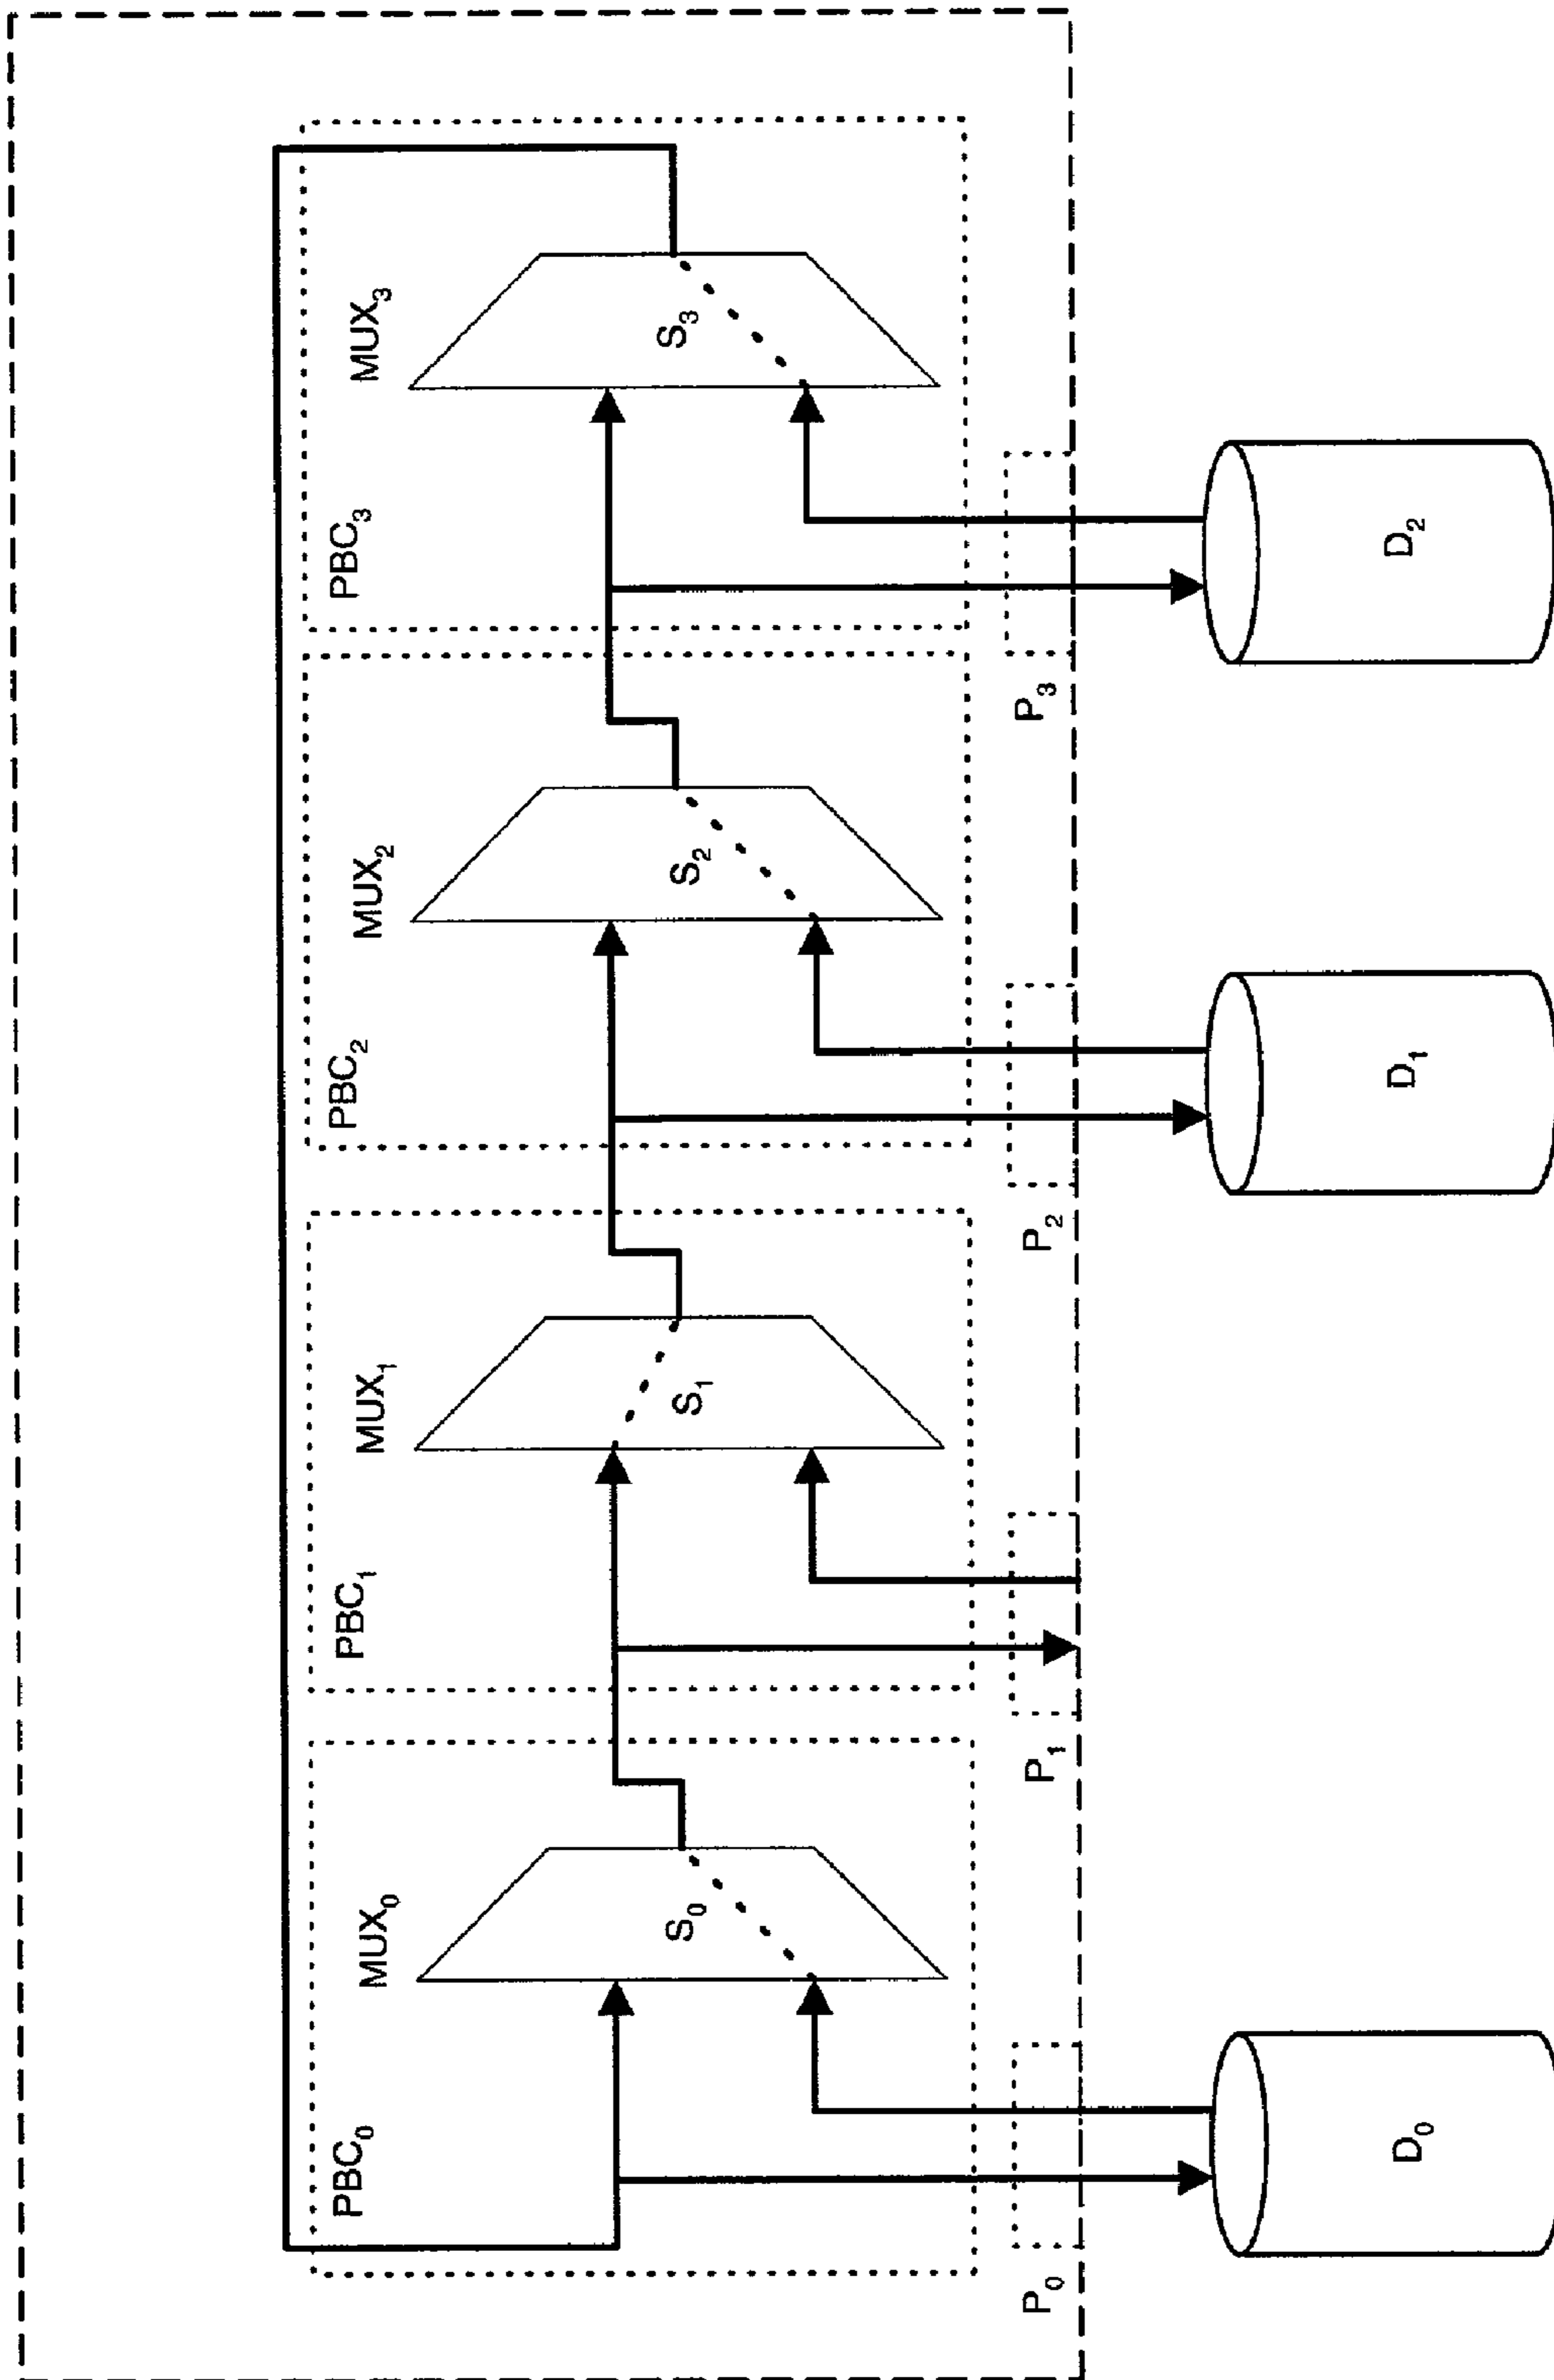 PBC₀
MUX₀
S₀
PBC₁
MUX₁
S₁
PBC₂
MUX₂
S₂
PBC₃
MUX₃
S₃
P₀
P₁
P₂
P₃
D₀
D₁
D₂